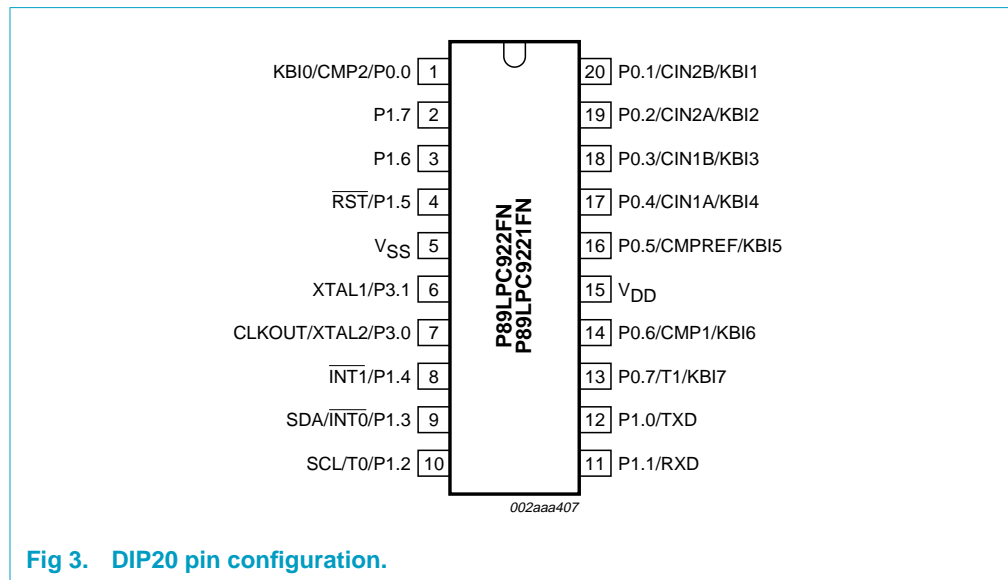 KBI0/CMP2/P0.0 1
20 P0.1/CIN2B/KBI1
P1.7 2
19 P0.2/CIN2A/KBI2
P1.6 3
18 P0.3/CIN1B/KBI3
R̅S̅T̅/P1.5 4
17 P0.4/CIN1A/KBI4
VSS 5
16 P0.5/CMPREF/KBI5
XTAL1/P3.1 6
15 VDD
CLKOUT/XTAL2/P3.0 7
14 P0.6/CMP1/KBI6
I̅N̅T̅1̅/P1.4 8
13 P0.7/T1/KBI7
SDA/I̅N̅T̅0̅/P1.3 9
12 P1.0/TXD
SCL/T0/P1.2 10
11 P1.1/RXD
P89LPC922FN
P89LPC9221FN
002aaa407
Fig 3. DIP20 pin configuration.